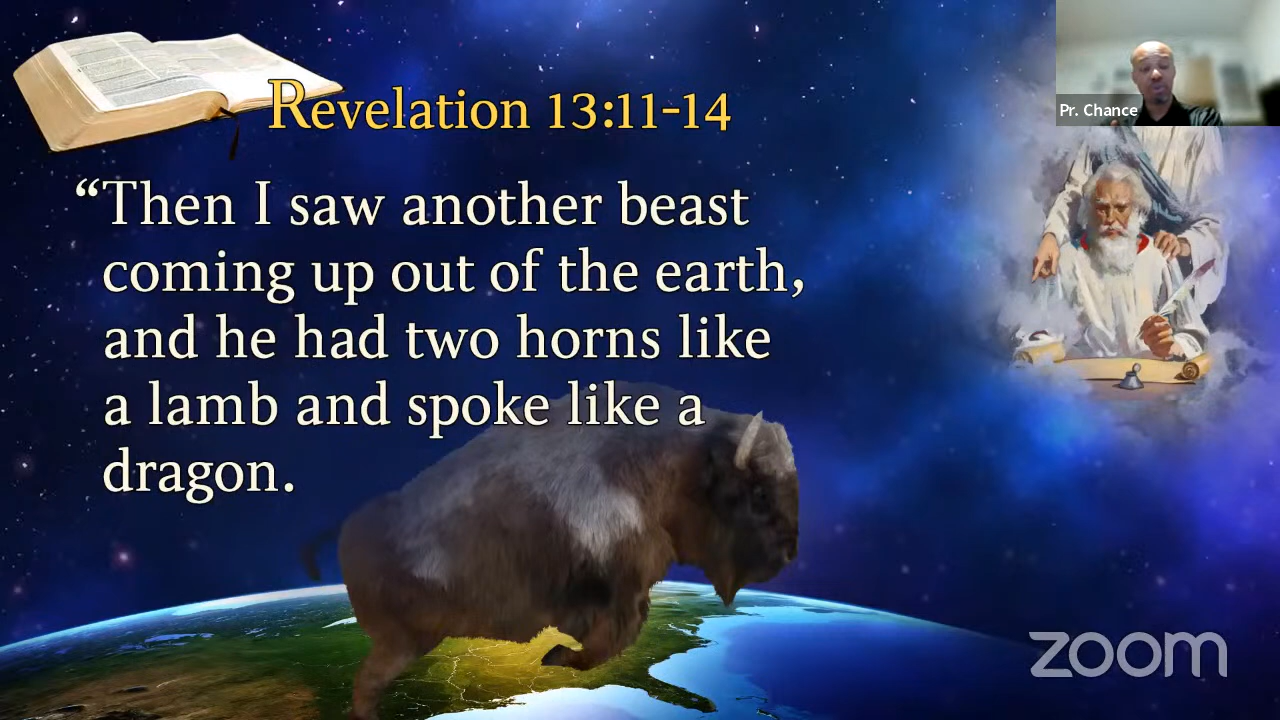 Revelation 13:11-14
“Then I saw another beast
coming up out of the earth,
and he had two horns like
a lamb and spoke like a
dragon.
Pr. Chance
zoom